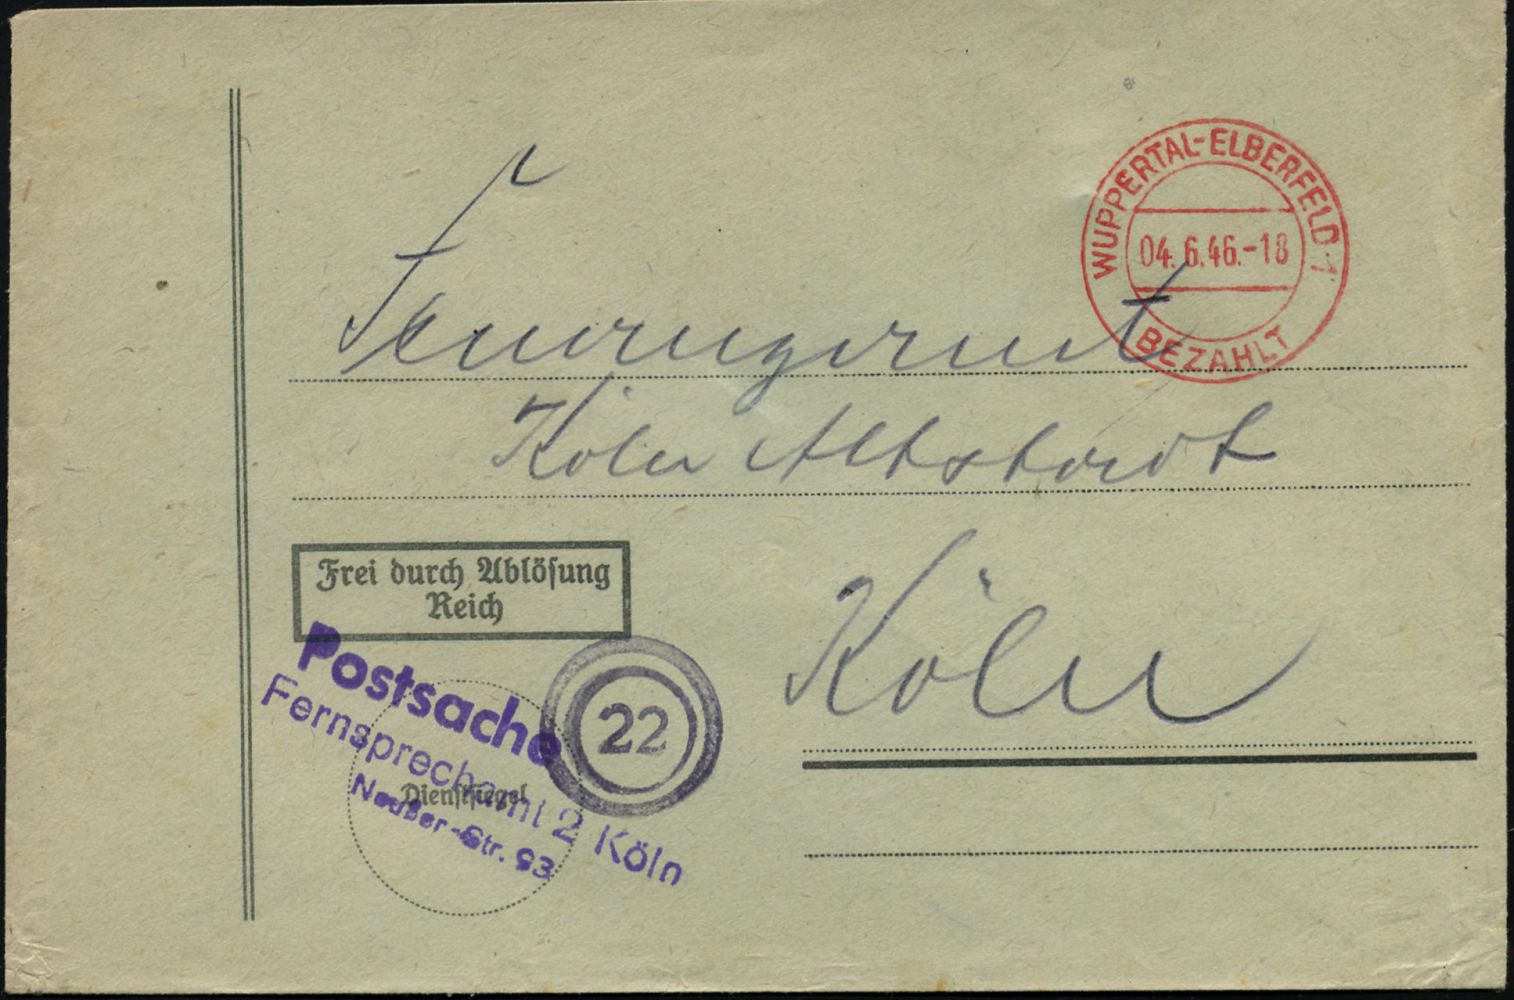 WUPPERTAL-ELBERFELD 1
04.6.46.-18
BEZAHLT
Köln Altstadt
Köln
Frei durch Ablösung
Reich
Postsache
22
Fernsprechamt 2 Köln
Dienstsiegel
Neußer-Str. 93